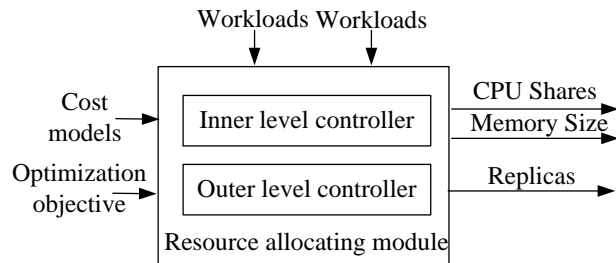 Workloads Workloads
Cost
models
Optimization
objective
Inner level controller
Outer level controller
Resource allocating module
CPU Shares
Memory Size
Replicas